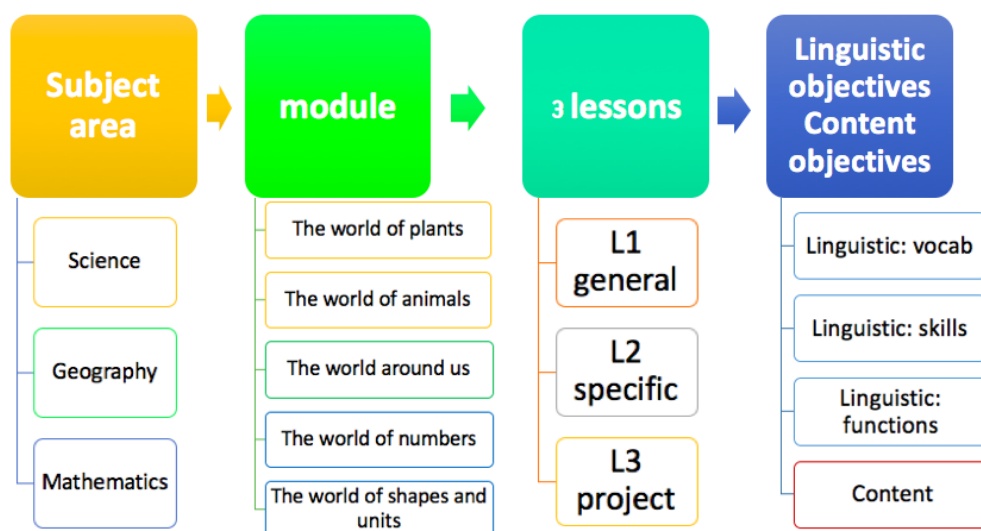 Subject
area
Science
Geography
Mathematics
module
The world of plants
The world of animals
The world around us
The world of numbers
The world of shapes and
units
3 lessons
L1
general
L2
specific
L3
project
Linguistic
objectives
Content
objectives
Linguistic: vocab
Linguistic: skills
Linguistic:
functions
Content